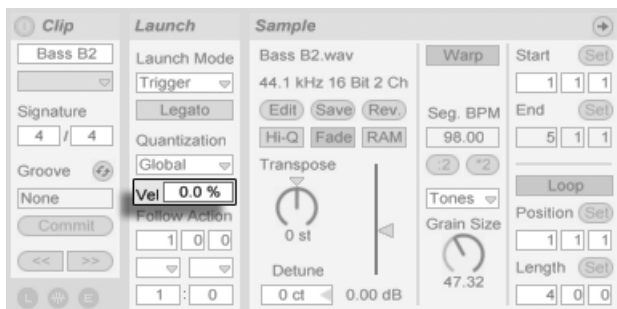 Clip
Bass B2
Signature
4 / 4
Groove
None
Commit
<< >>
L E
Launch
Launch Mode
Trigger
Legato
Quantization
Global
Vel 0.0 %
Follow Action
1 0 0
1 : 0
Sample
Bass B2.wav
44.1 kHz 16 Bit 2 Ch
Edit Save Rev.
Hi-Q Fade RAM
Transpose
0 st
Detune
0 ct 0.00 dB
Warp
Seg. BPM
98.00
:2 *2
Tones
Grain Size
47.32
Start Set
1 1 1
End Set
5 1 1
Loop
Position Set
1 1 1
Length Set
4 0 0